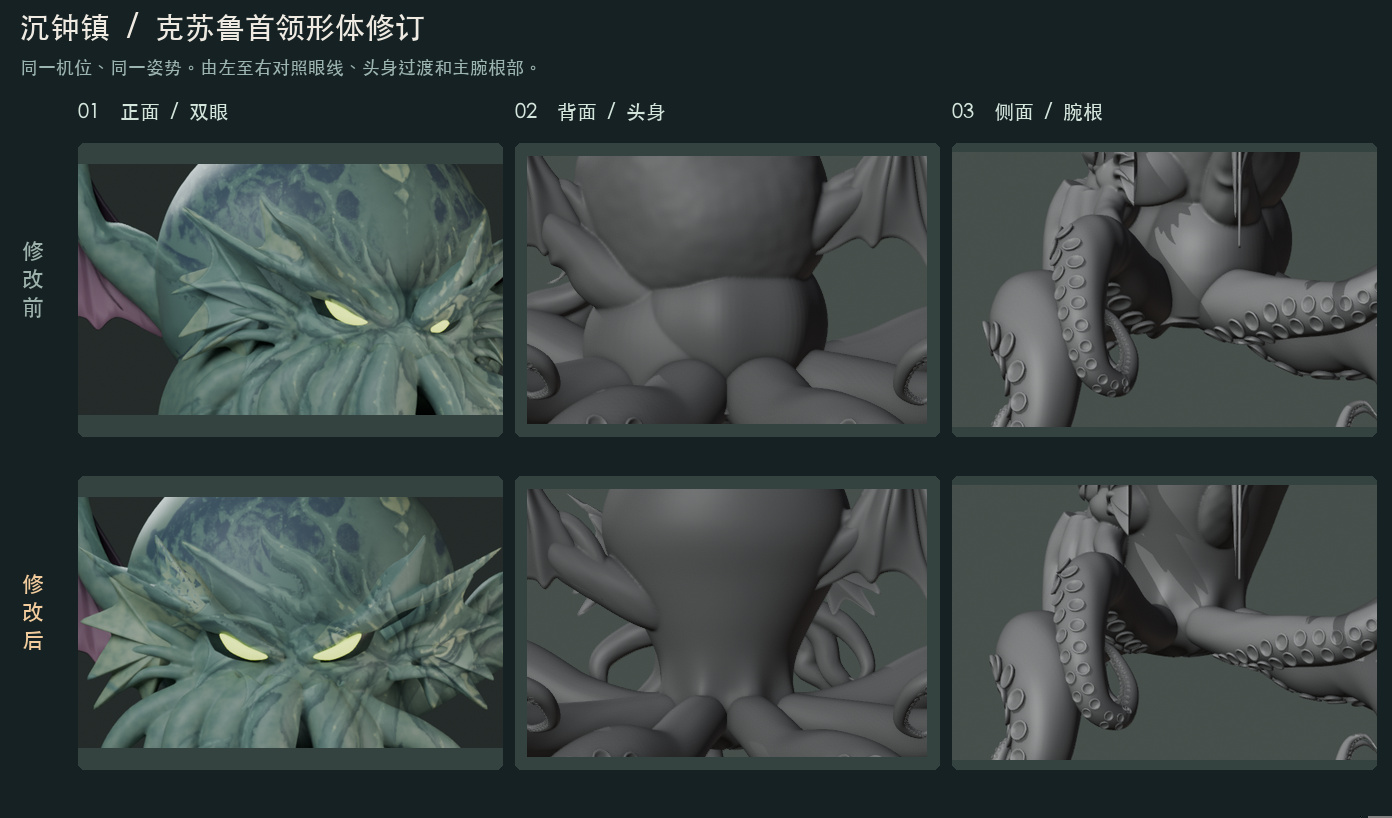 沉钟镇 / 克苏鲁首领形体修订
同一机位、同一姿势。由左至右对照眼线、头身过渡和主腕根部。
01 正面 / 双眼
02 背面 / 头身
03 侧面 / 腕根
修改前
修改后